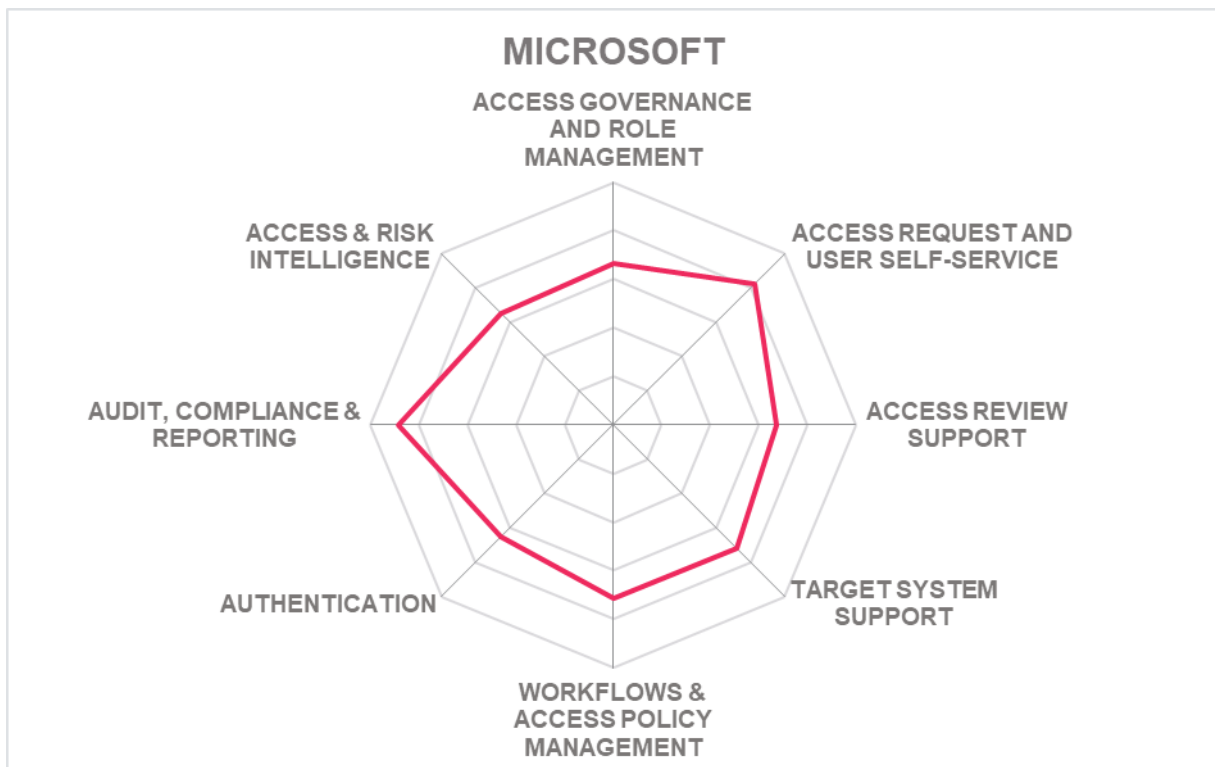 MICROSOFT
ACCESS GOVERNANCE
AND ROLE
MANAGEMENT
ACCESS & RISK
INTELLIGENCE
ACCESS REQUEST AND
USER SELF-SERVICE
AUDIT, COMPLIANCE &
REPORTING
ACCESS REVIEW
SUPPORT
AUTHENTICATION
TARGET SYSTEM
SUPPORT
WORKFLOWS &
ACCESS POLICY
MANAGEMENT